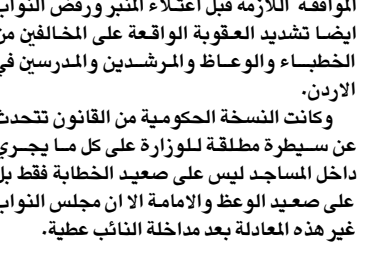 الموافقة اللازمة قبل اعتلاء المنبر ورفض النواب
ايضا تشديد العقوبة الواقعة على المخالفين من
الخطباء والوعاظ والمرشدين والمدرسين في
الاردن.
وكانت النسخة الحكومية من القانون تتحدث
عن سيطرة مطلقة للوزارة على كل ما يجري
داخل المساجد ليس على صعيد الخطابة فقط بل
على صعيد الوعظ والامامة الا ان مجلس النواب
غير هذه المعادلة بعد مداخلة النائب عطية.